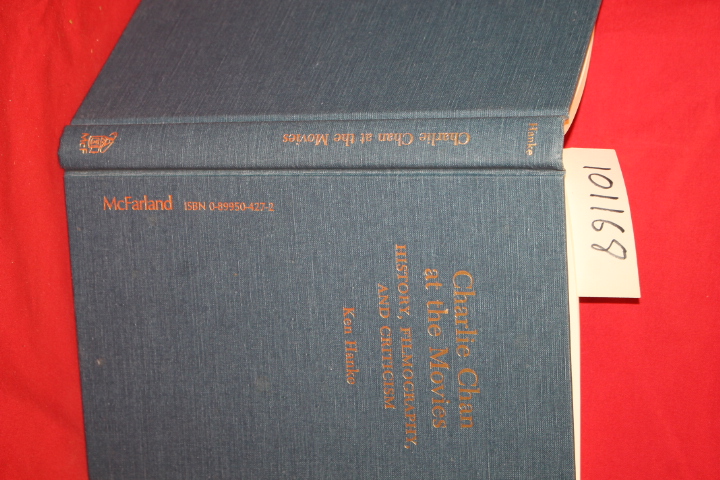 Charlie Chan at the Movies
Hanke
McF
McFarland ISBN 0-89950-427-2
Charlie Chan
at the Movies
HISTORY, FILMOGRAPHY,
AND CRITICISM
Ken Hanke
101168